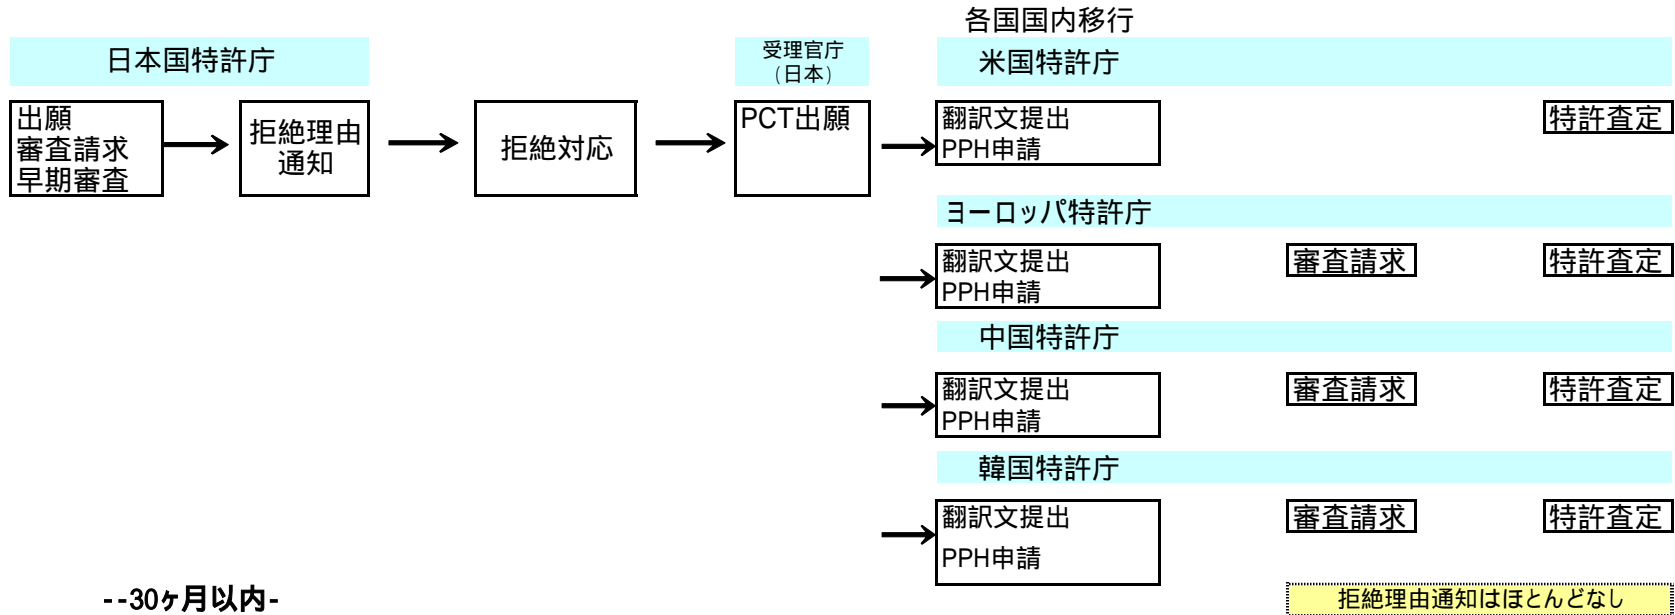 各国国内移行
日本国特許庁
受理官庁
(日本)
米国特許庁
出願
審査請求
早期審査
拒絶理由
通知
拒絶対応
PCT出願
翻訳文提出
PPH申請
特許査定
ヨーロッパ特許庁
翻訳文提出
PPH申請
審査請求
特許査定
中国特許庁
翻訳文提出
PPH申請
審査請求
特許査定
韓国特許庁
翻訳文提出
PPH申請
審査請求
特許査定
--30ヶ月以内-
拒絶理由通知はほとんどなし